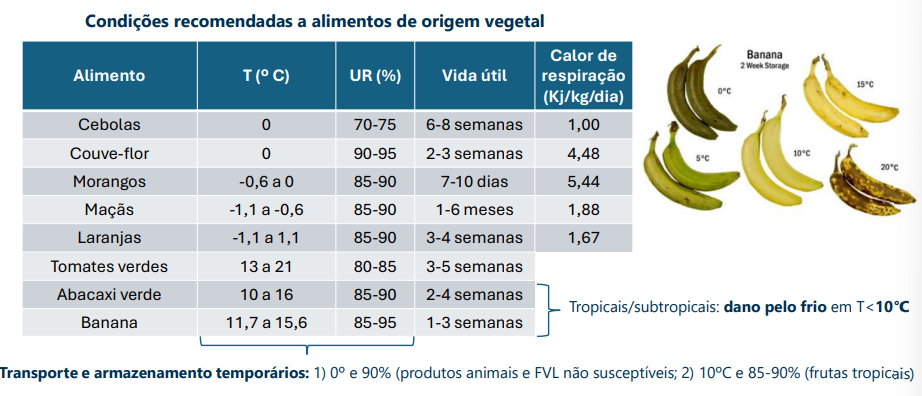 Condições recomendadas a alimentos de origem vegetal
Alimento T (º C) UR (%) Vida útil Calor de respiração (Kj/kg/dia)
Cebolas 0 70-75 6-8 semanas 1,00
Couve-flor 0 90-95 2-3 semanas 4,48
Morangos -0,6 a 0 85-90 7-10 dias 5,44
Maçãs -1,1 a -0,6 85-90 1-6 meses 1,88
Laranjas -1,1 a 1,1 85-90 3-4 semanas 1,67
Tomates verdes 13 a 21 80-85 3-5 semanas
Abacaxi verde 10 a 16 85-90 2-4 semanas
Banana 11,7 a 15,6 85-95 1-3 semanas
Banana
2 Week Storage
0°C
15°C
5°C
10°C
20°C
Tropicais/subtropicais: dano pelo frio em T<10°C
Transporte e armazenamento temporários: 1) 0º e 90% (produtos animais e FVL não susceptíveis; 2) 10ºC e 85-90% (frutas tropicais)